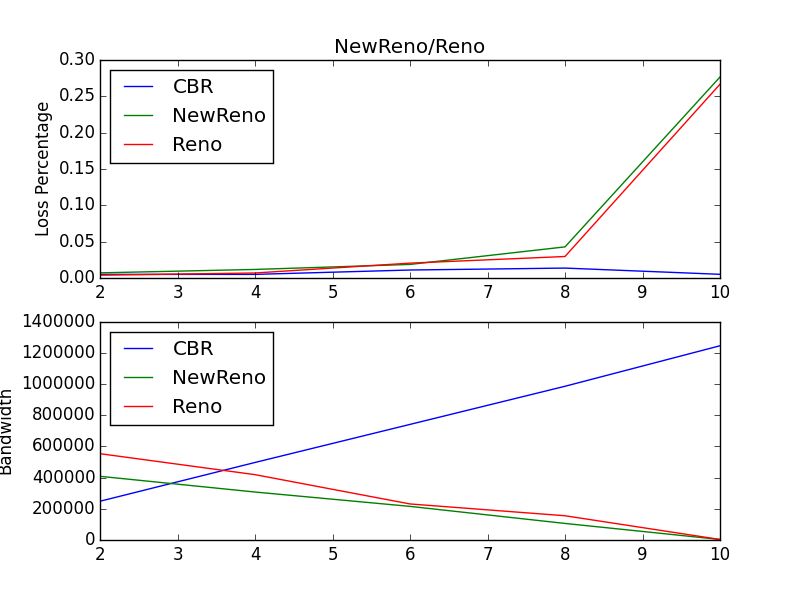 NewReno/Reno
Loss Percentage
0.30
0.25
0.20
0.15
0.10
0.05
0.00
CBR
NewReno
Reno
2 3 4 5 6 7 8 9 10
Bandwidth
1400000
1200000
1000000
800000
600000
400000
200000
0
CBR
NewReno
Reno
2 3 4 5 6 7 8 9 10